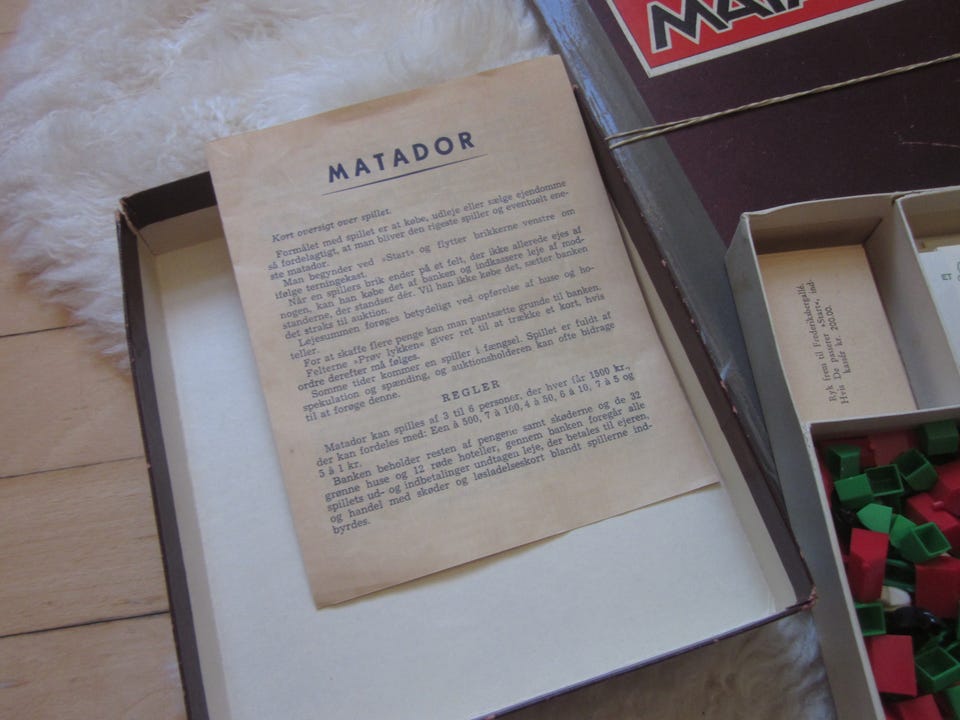 MATADOR
Kort oversigt over spillet.
Formålet med spillet er at købe, udleje eller sælge ejendomme
så fordelagtigt, at man bliver den rigeste spiller og eventuelt ene-
ste matador.
Man begynder ved »Start« og flytter brikkerne venstre om
ifølge terningekast.
Når en spillers brik ender på et felt, der ikke allerede ejes af
nogen, kan han købe det af banken og indkassere leje af mod-
standerne, der standser dér. Vil han ikke købe det, sætter banken
det straks til auktion.
Lejesummen forøges betydeligt ved opførelse af huse og ho-
teller.
For at skaffe flere penge kan man pantsætte grunde til banken.
Felterne »Prøv lykken« giver ret til at trække et kort, hvis
ordre derefter må følges.
Somme tider kommer en spiller i fængsel. Spillet er fuldt af
spekulation og spænding, og auktionsholderen kan ofte bidrage
til at forøge denne.
REGLER
Matador kan spilles af 3 til 6 personer, der hver får 1500 kr.,
der kan fordeles med: Een à 500, 7 à 100, 4 à 50, 6 à 10, 7 à 5 og
5 à 1 kr.
Banken beholder resten af pengene samt skøderne og de 32
grønne huse og 12 røde hoteller, gennem banken foregår alle
spillets ud- og indbetalinger undtagen leje, der betales til ejeren,
og handel med skøder og løsladelseskort blandt spillerne ind-
byrdes.
MATA
Ryk frem til Frederiksbergallé.
Hvis De passerer »Start«, ind-
kassér kr. 200.00.
ET